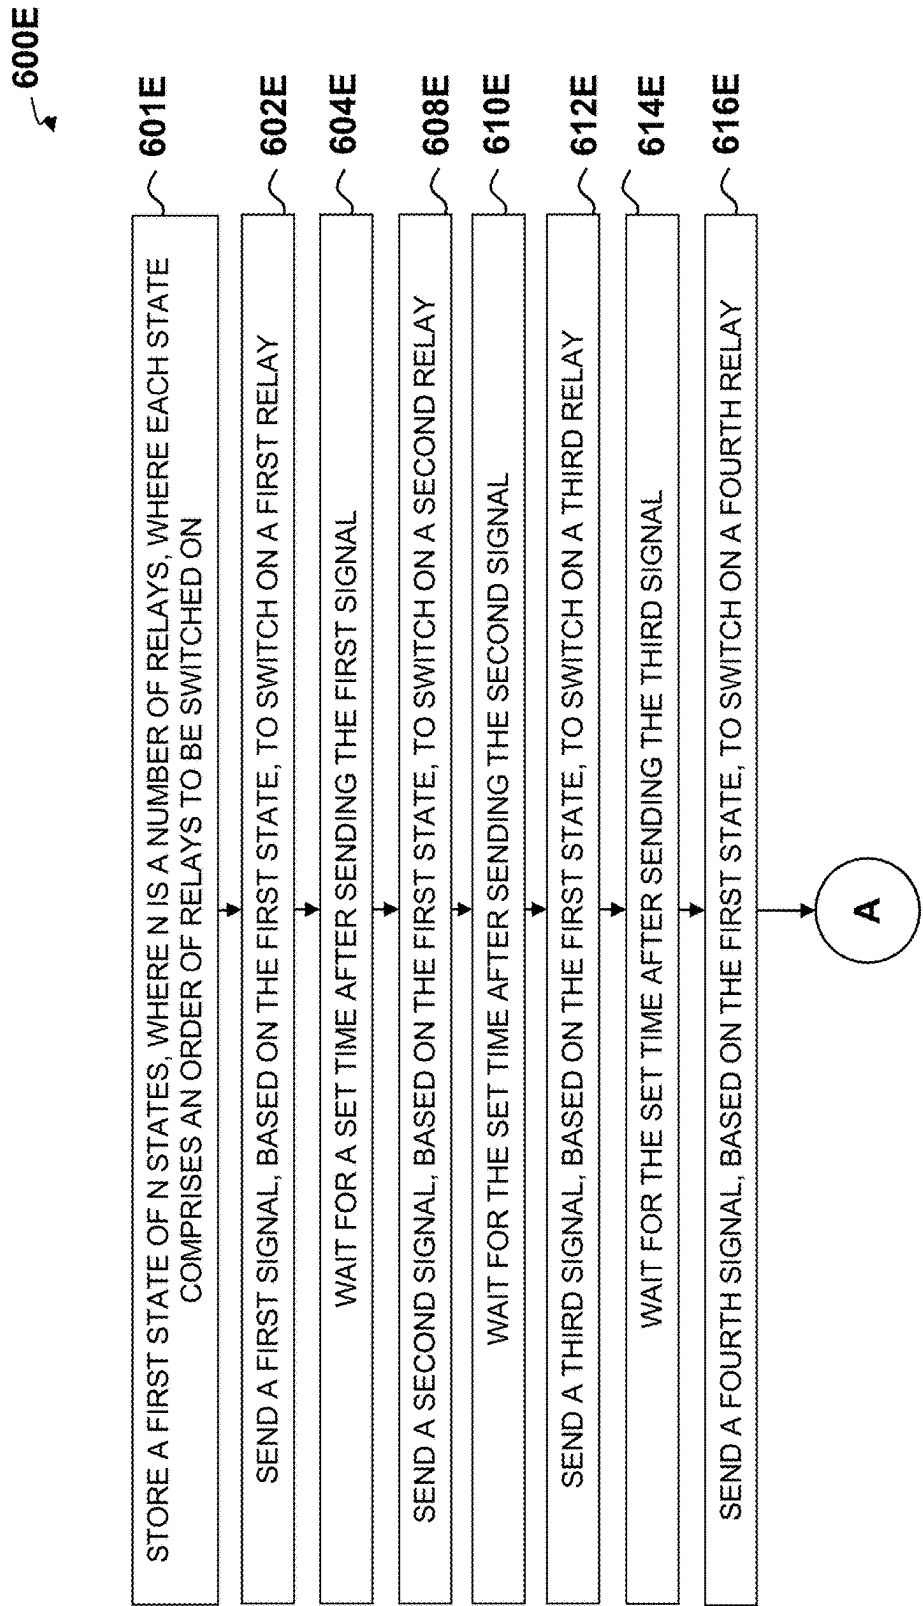 600E
STORE A FIRST STATE OF N STATES, WHERE N IS A NUMBER OF RELAYS, WHERE EACH STATE
COMPRISES AN ORDER OF RELAYS TO BE SWITCHED ON
601E
SEND A FIRST SIGNAL, BASED ON THE FIRST STATE, TO SWITCH ON A FIRST RELAY
602E
WAIT FOR A SET TIME AFTER SENDING THE FIRST SIGNAL
604E
SEND A SECOND SIGNAL, BASED ON THE FIRST STATE, TO SWITCH ON A SECOND RELAY
608E
WAIT FOR THE SET TIME AFTER SENDING THE SECOND SIGNAL
610E
SEND A THIRD SIGNAL, BASED ON THE FIRST STATE, TO SWITCH ON A THIRD RELAY
612E
WAIT FOR THE SET TIME AFTER SENDING THE THIRD SIGNAL
614E
SEND A FOURTH SIGNAL, BASED ON THE FIRST STATE, TO SWITCH ON A FOURTH RELAY
616E
A